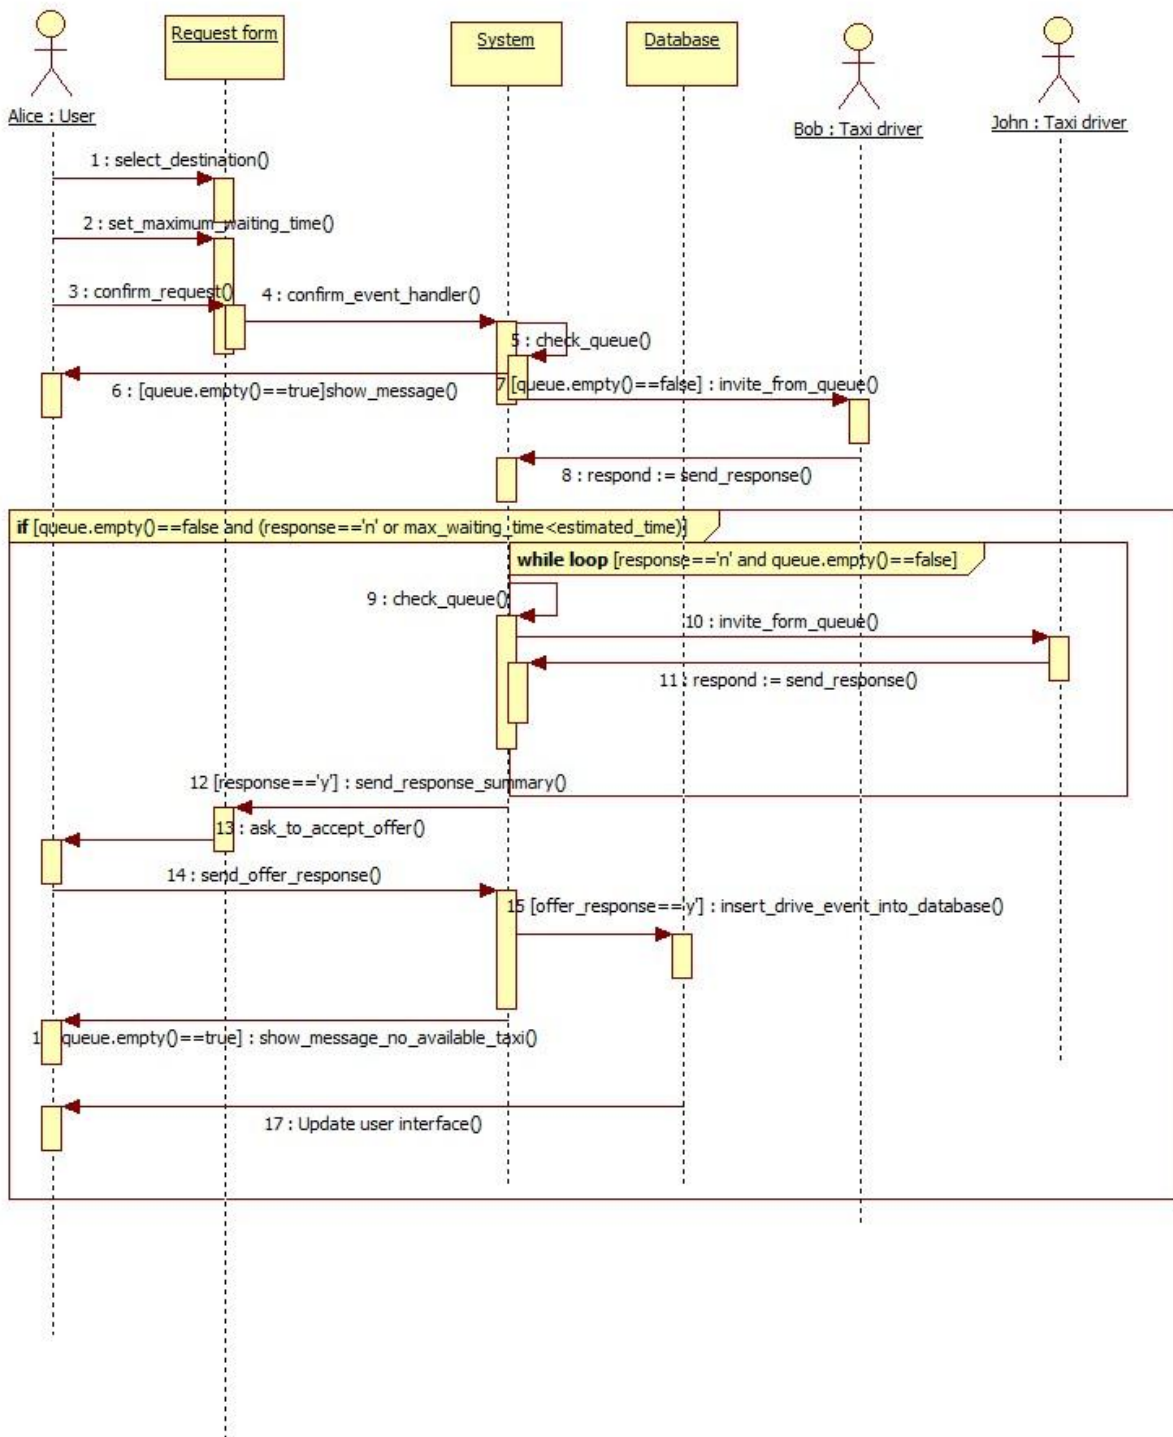 Request form
System
Database
Alice : User
Bob : Taxi driver
John : Taxi driver
1 : select_destination()
2 : set_maximum_waiting_time()
3 : confirm_request()
4 : confirm_event_handler()
5 : check_queue()
6 : [queue.empty()==true]show_message()
7 [queue.empty()==false] : invite_from_queue()
8 : respond := send_response()
if [queue.empty()==false and (response=='n' or max_waiting_time<estimated_time)]
while loop [response=='n' and queue.empty()==false]
9 : check_queue()
10 : invite_form_queue()
11 : respond := send_response()
12 [response=='y'] : send_response_summary()
13 : ask_to_accept_offer()
14 : send_offer_response()
15 [offer_response=='y'] : insert_drive_event_into_database()
1 queue.empty()==true] : show_message_no_available_taxi()
17 : Update user interface()